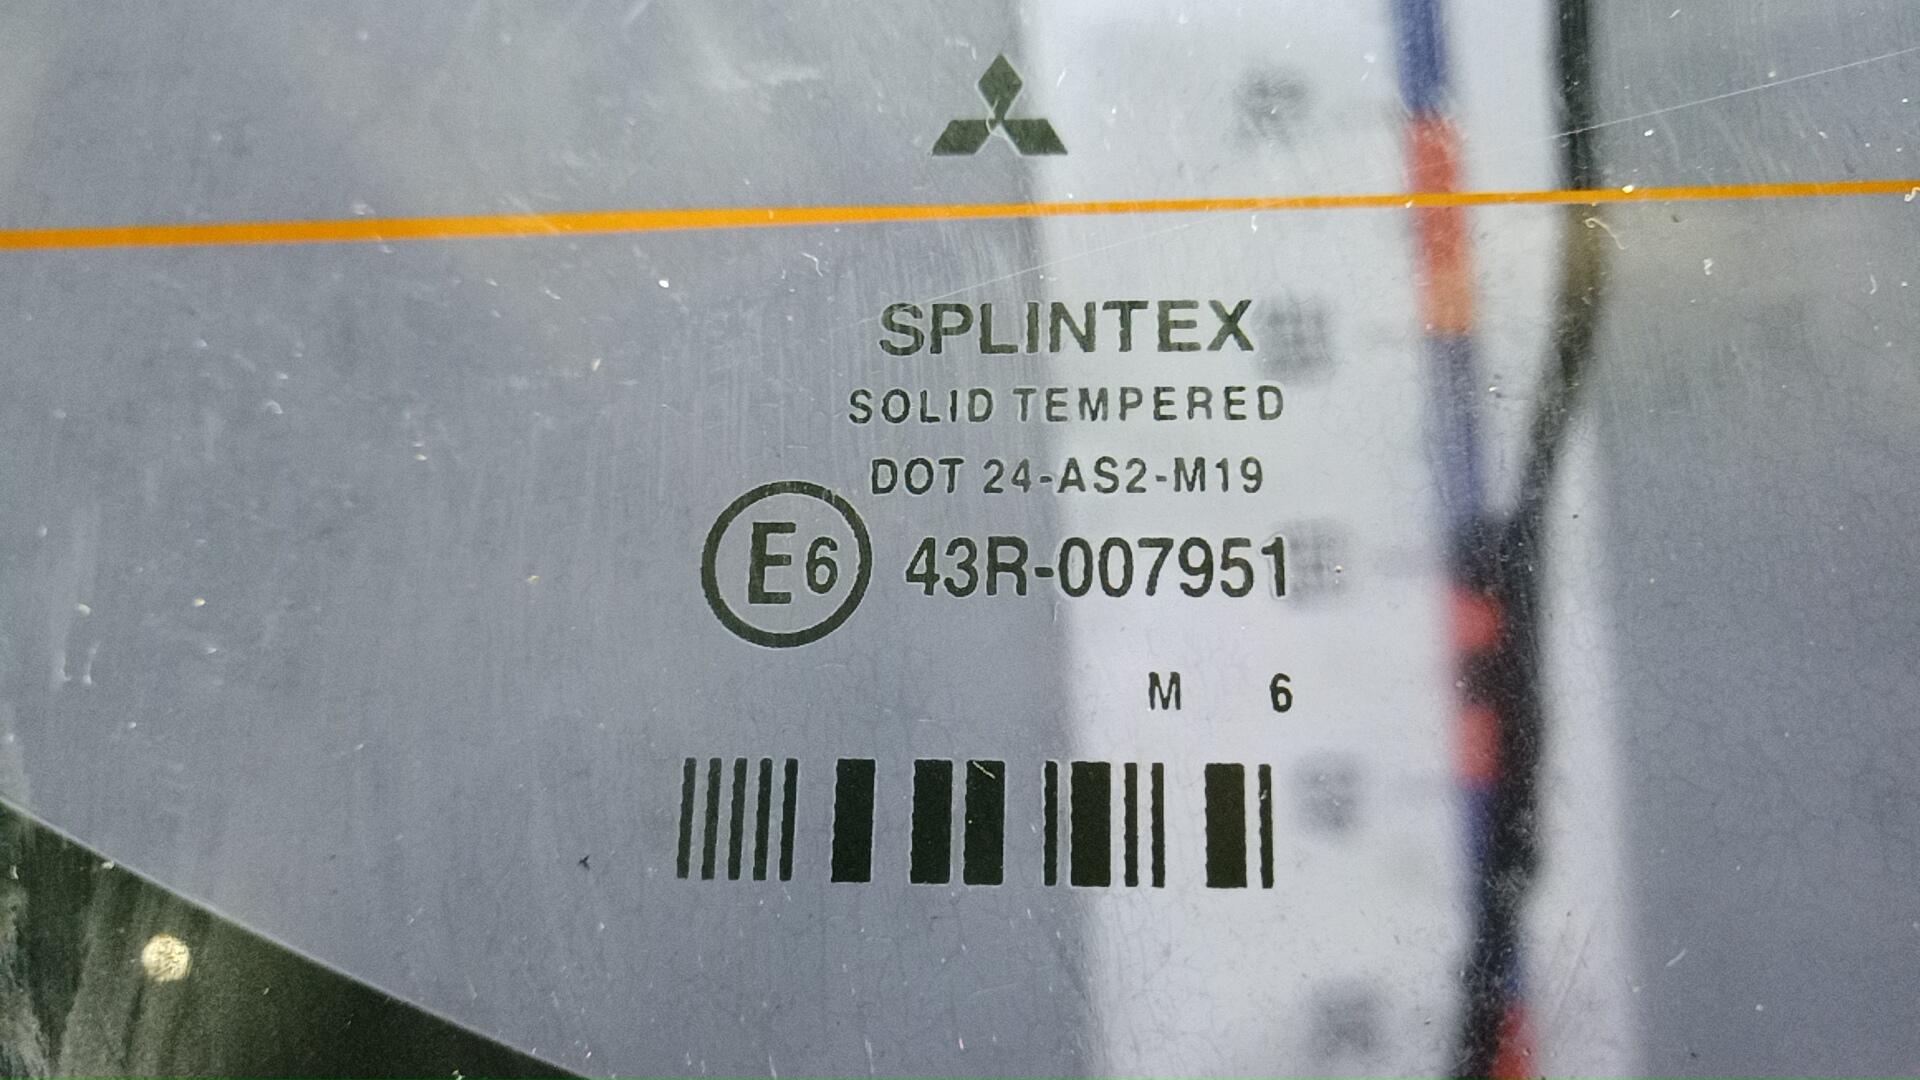 SPLINTEX
SOLID TEMPERED
DOT 24-AS2-M19
E6 43R-007951
M 6